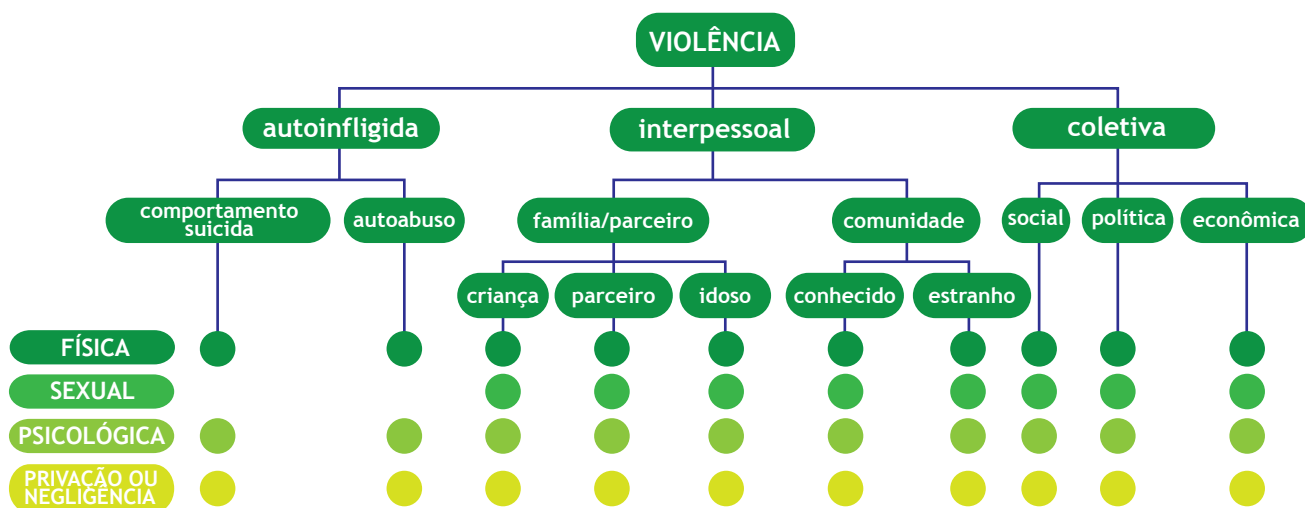 VIOLÊNCIA
autoinfligida
interpessoal
coletiva
comportamento
suicida
autoabuso
família/parceiro
comunidade
social
política
econômica
criança
parceiro
idoso
conhecido
estranho
FÍSICA
SEXUAL
PSICOLÓGICA
PRIVAÇÃO OU
NEGLIGÊNCIA